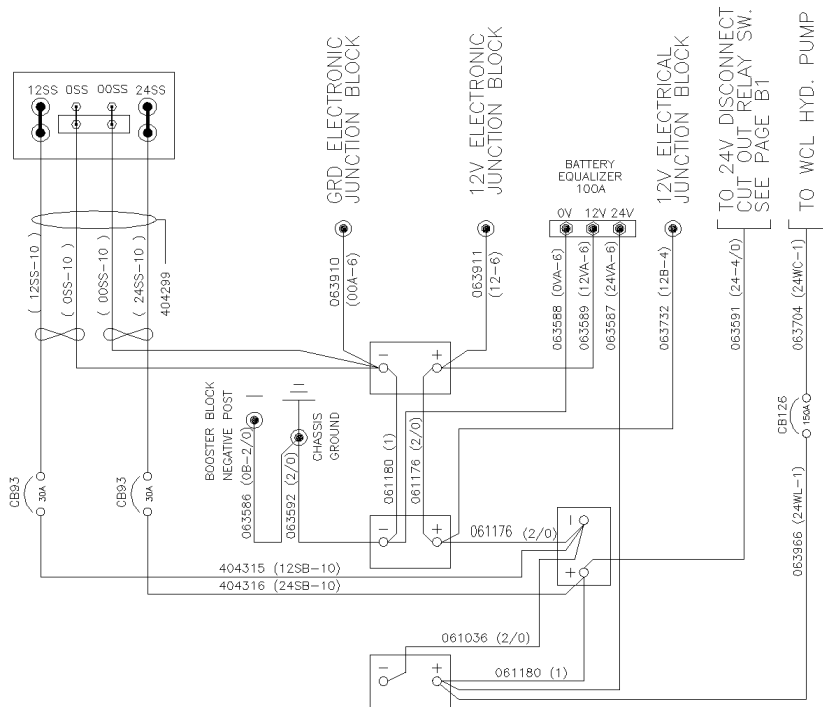 12SS 0SS 00SS 24SS
( 12SS-10 )
( 0SS-10 )
( 00SS-10 )
( 24SS-10 )
404299
GRD ELECTRONIC
JUNCTION BLOCK
063910
(00A-6)
12V ELECTRONIC
JUNCTION BLOCK
063911
(12-6)
BATTERY
EQUALIZER
100A
0V 12V 24V
063588 (0VA-6)
063589 (12VA-6)
063587 (24VA-6)
12V ELECTRICAL
JUNCTION BLOCK
063732 (12B-4)
TO 24V DISCONNECT
CUT OUT RELAY SW.
SEE PAGE B1
063591 (24-4/0)
TO WCL HYD. PUMP
063704 (24WC-1)
CB126
150A
063966 (24WL-1)
- +
BOOSTER BLOCK
NEGATIVE POST
CHASSIS
GROUND
063586 (0B-2/0)
063592 (2/0)
061180 (1)
061176 (2/0)
CB93
30A
CB93
30A
- +
061176 (2/0)
-
+
404315 (12SB-10)
404316 (24SB-10)
061036 (2/0)
061180 (1)
- +